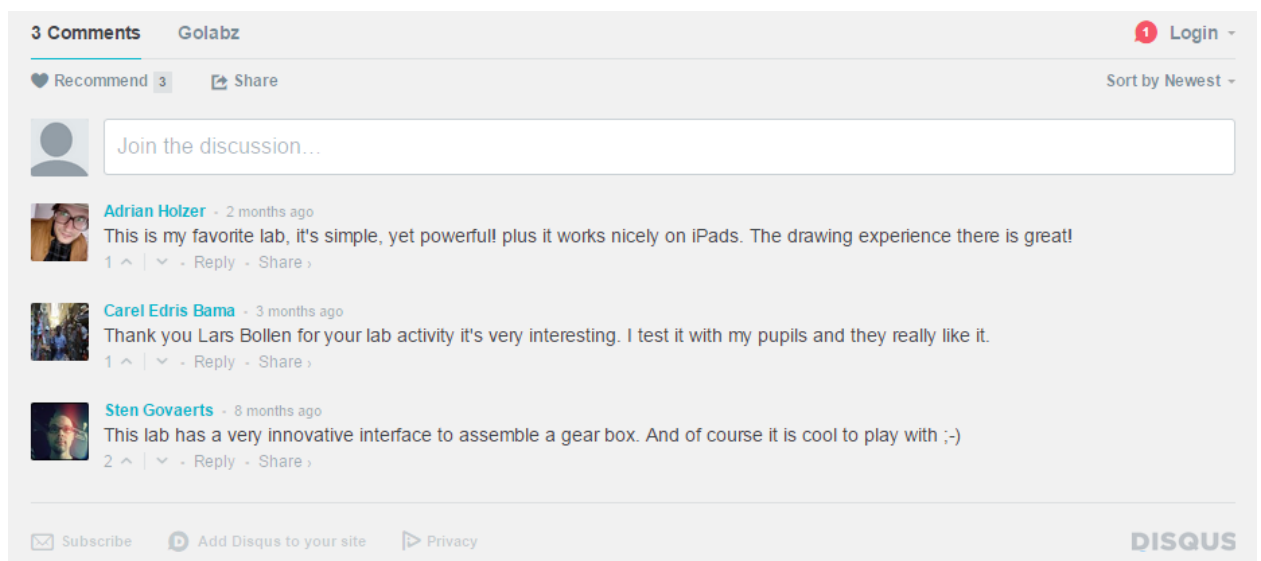 3 Comments Golabz 1 Login
Recommend 3 Share Sort by Newest
Join the discussion...
Adrian Holzer - 2 months ago
This is my favorite lab, it's simple, yet powerful! plus it works nicely on iPads. The drawing experience there is great!
1 - Reply - Share ›
Carel Edris Bama - 3 months ago
Thank you Lars Bollen for your lab activity it's very interesting. I test it with my pupils and they really like it.
1 - Reply - Share ›
Sten Govaerts - 8 months ago
This lab has a very innovative interface to assemble a gear box. And of course it is cool to play with ;-)
2 - Reply - Share ›
Subscribe D Add Disqus to your site Privacy DISQUS